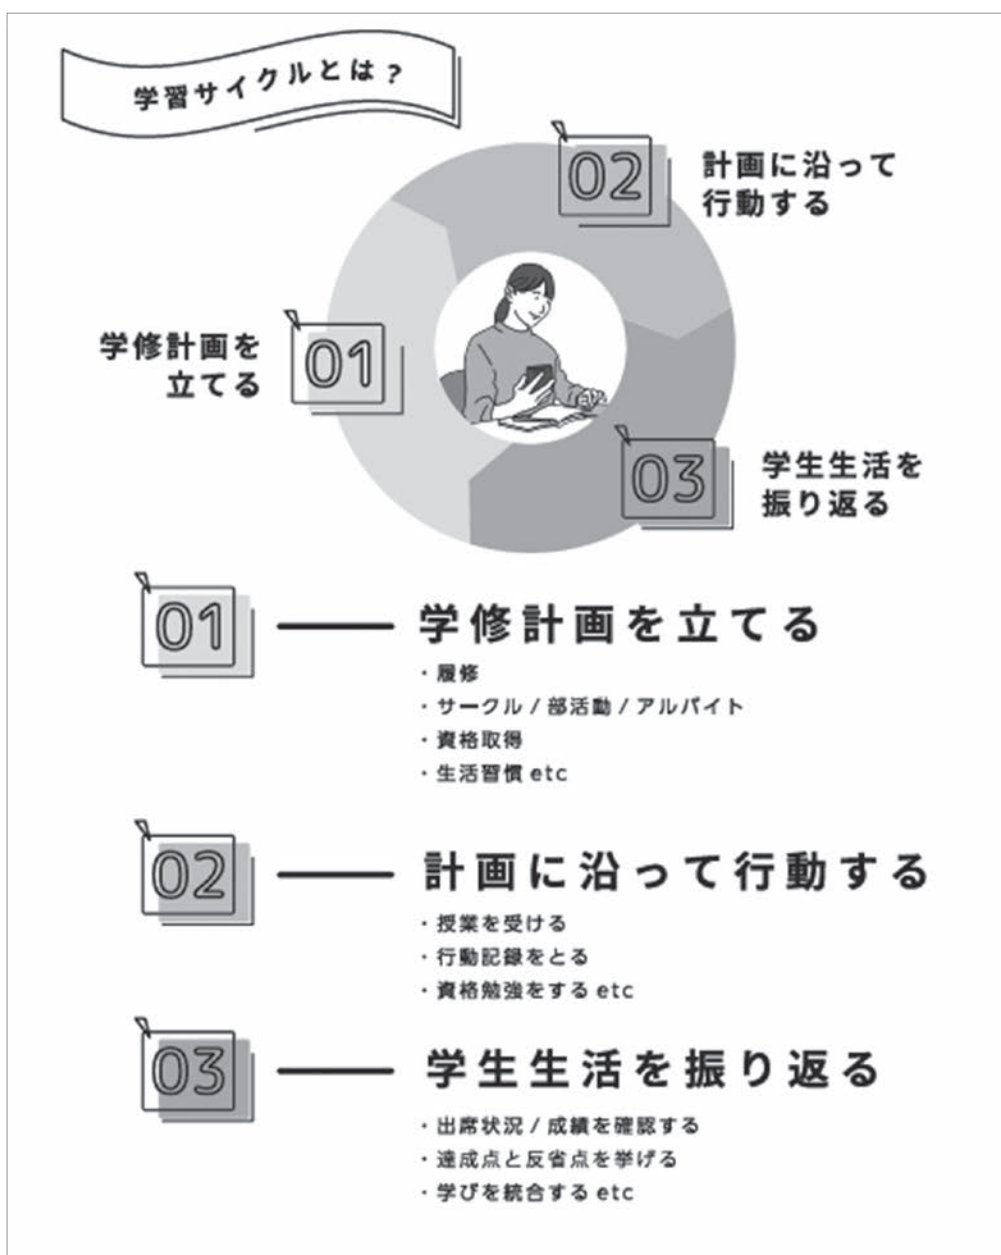 学習サイクルとは?
02
計画に沿って
行動する
01
学修計画を
立てる
03
学生生活を
振り返る
01
学修計画を立てる
・履修
・サークル / 部活動 / アルバイト
・資格取得
・生活習慣 etc
02
計画に沿って行動する
・授業を受ける
・行動記録をとる
・資格勉強をする etc
03
学生生活を振り返る
・出席状況 / 成績を確認する
・達成点と反省点を挙げる
・学びを統合する etc